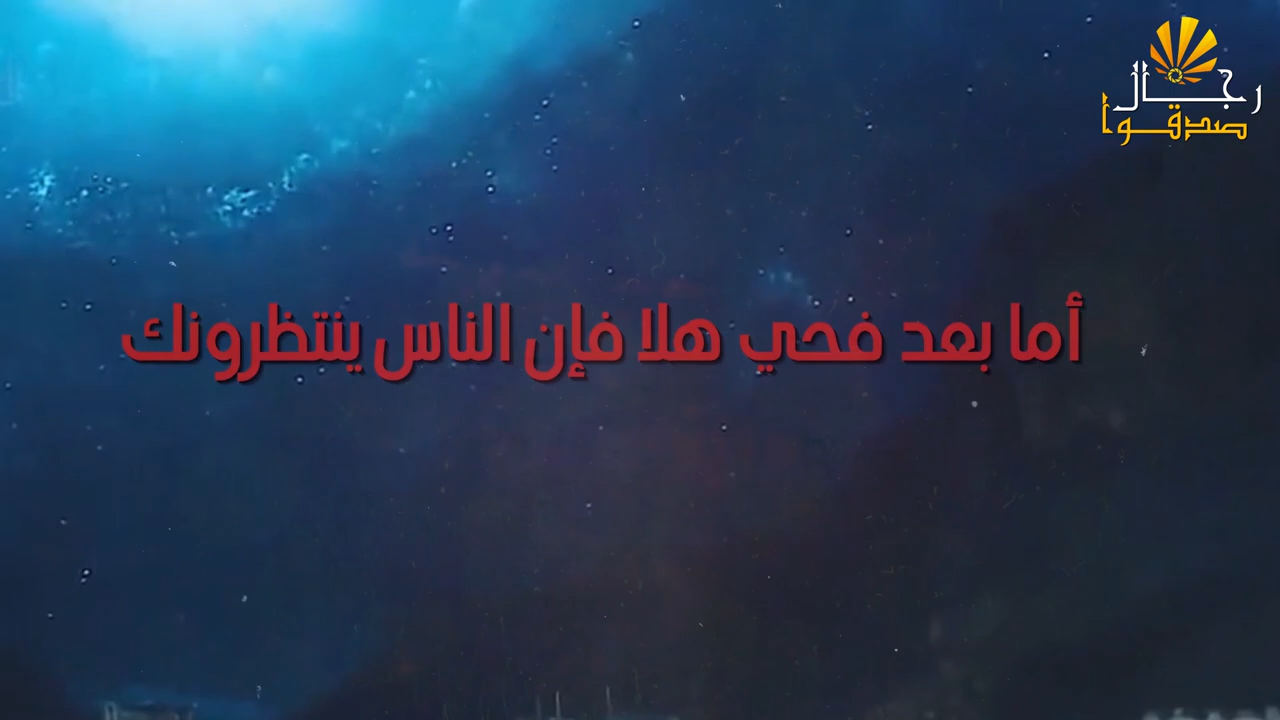 رجال
صدقوا
أما بعد فحي هلا فإن الناس ينتظرونك